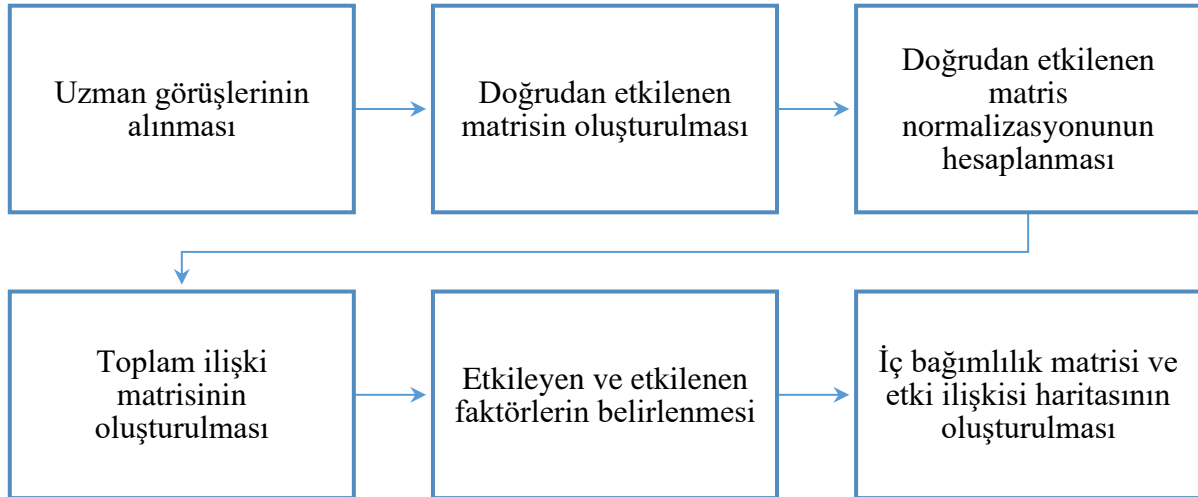 Uzman görüşlerinin
alınması
Doğrudan etkilenen
matrisin oluşturulması
Doğrudan etkilenen
matris
normalizasyonunun
hesaplanması
Toplam ilişki
matrisinin
oluşturulması
Etkileyen ve etkilenen
faktörlerin belirlenmesi
İç bağımlılık matrisi ve
etki ilişkisi haritasının
oluşturulması